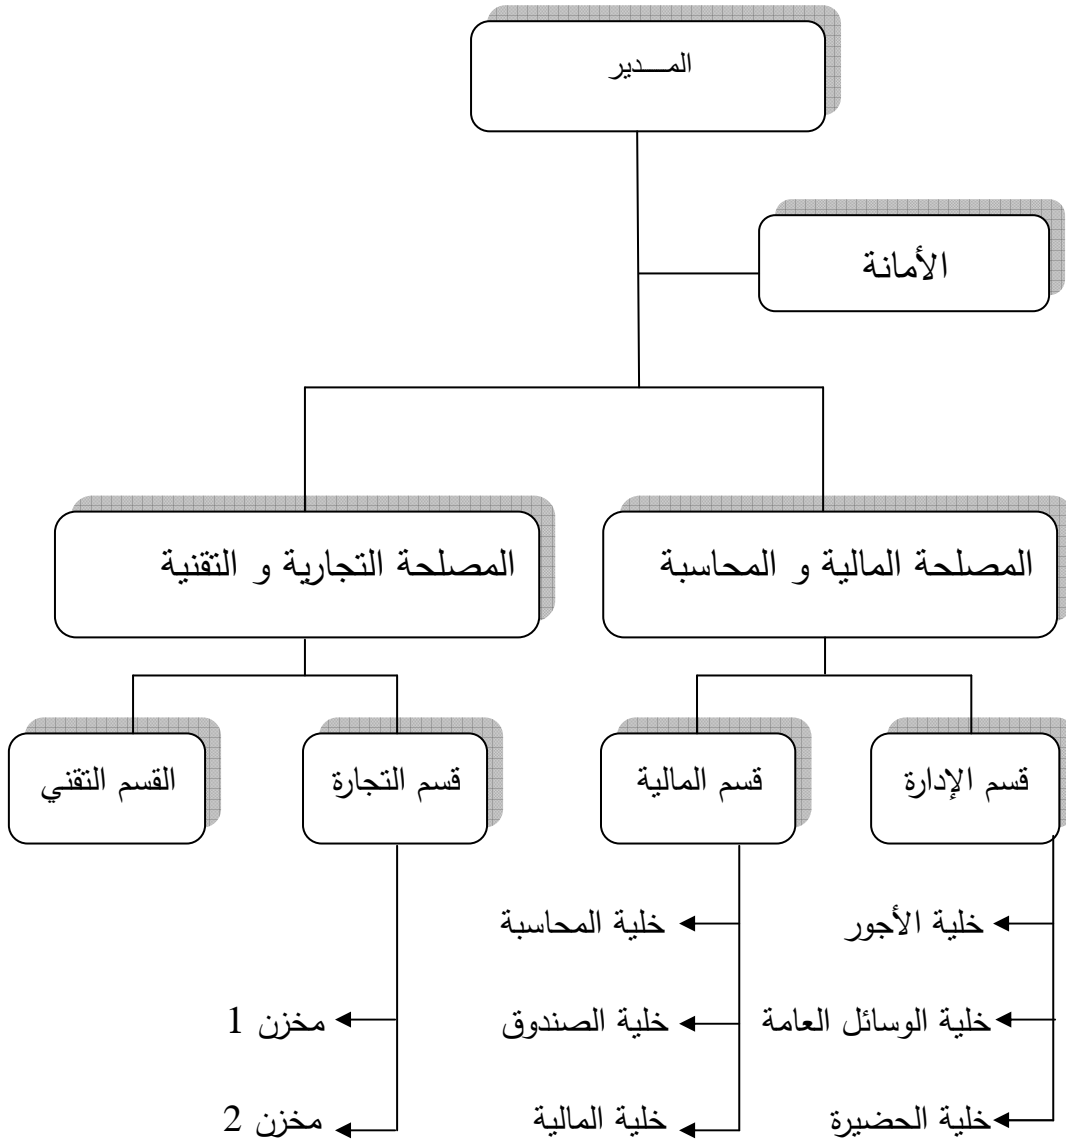 المـــدير
الأمانة
المصلحة المالية و المحاسبة
المصلحة التجارية و التقنية
قسم الإدارة
قسم المالية
قسم التجارة
القسم التقني
خلية الأجور
خلية المحاسبة
خلية الوسائل العامة
خلية الصندوق
مخزن 1
خلية الحضيرة
خلية المالية
مخزن 2